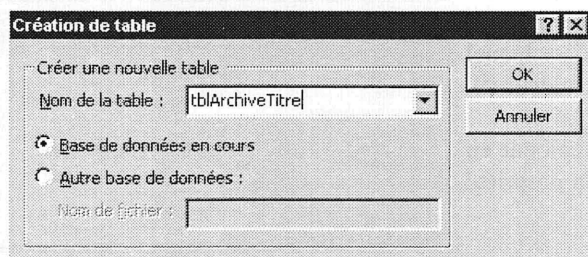 Création de table
Créer une nouvelle table
Nom de la table : tblArchiveTitre
OK
Annuler
Base de données en cours
Autre base de données :
Nom de fichier :